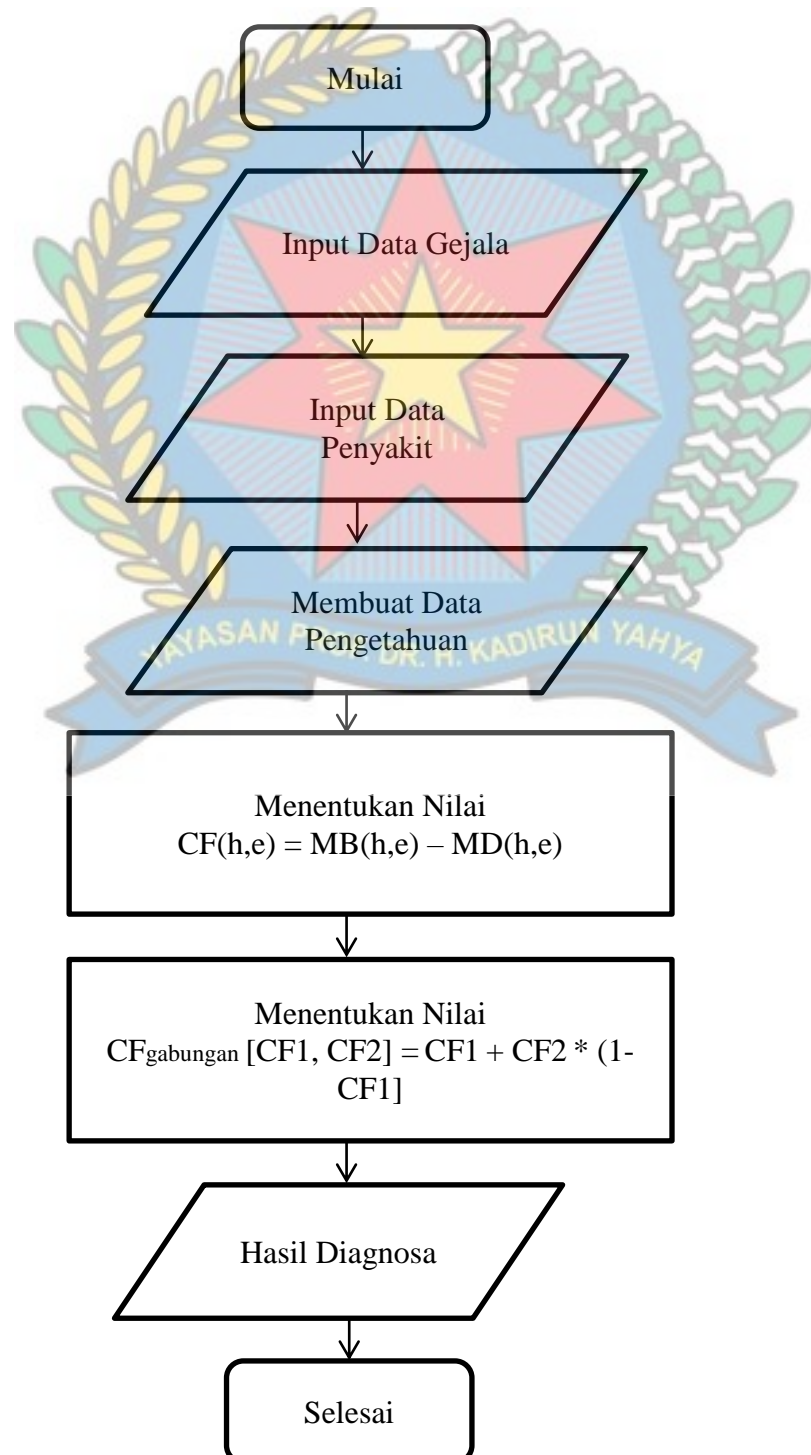 Mulai
Input Data Gejala
Input Data
Penyakit
Membuat Data
Pengetahuan
YAYASAN PROF. DR. H. KADIRUN YAHYA
Menentukan Nilai
CF(h,e) = MB(h,e) – MD(h,e)
Menentukan Nilai
CFgabungan [CF1, CF2] = CF1 + CF2 * (1-
CF1]
Hasil Diagnosa
Selesai